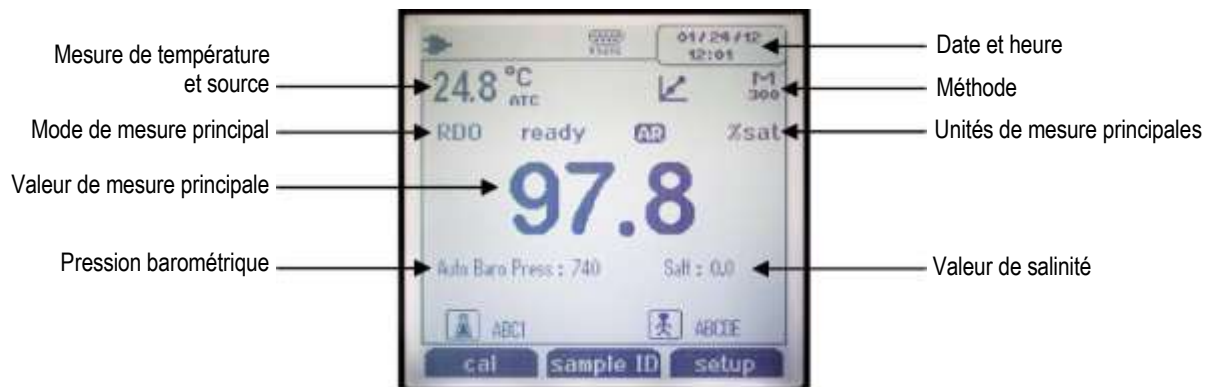 01/24/12
12:01
Mesure de température
et source
24.8 °C
ATC
M
300
Date et heure
Méthode
Mode de mesure principal
RDO ready AR %sat
Unités de mesure principales
Valeur de mesure principale
97.8
Pression barométrique
Auto Baro Press : 740 Salt : 0.0
Valeur de salinité
ABC1 ABCDE
cal sample ID setup